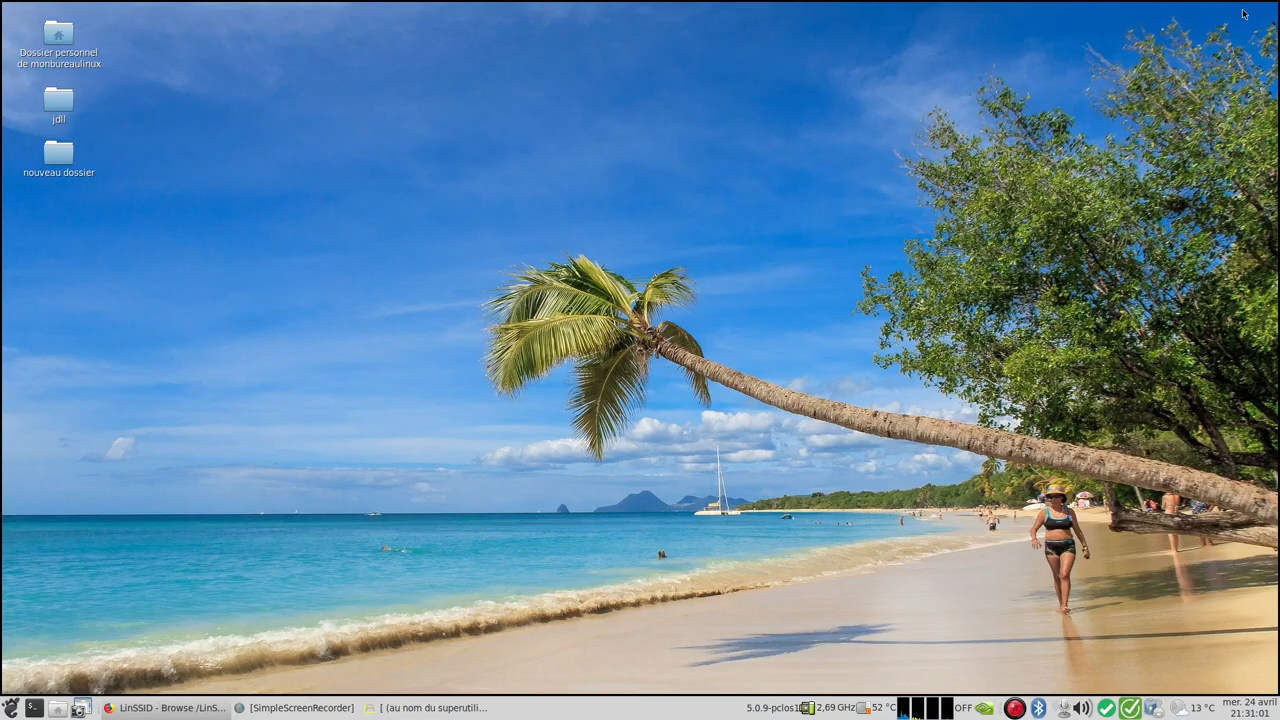 Dossier personnel
de monbureaulinux
jdll
nouveau dossier
LinSSID - Browse /LinS...
[SimpleScreenRecorder]
[ (au nom du superutili...
5.0.9-pclos1
2,69 GHz
52 °C
OFF
13 °C
mer. 24 avril
21:31:01